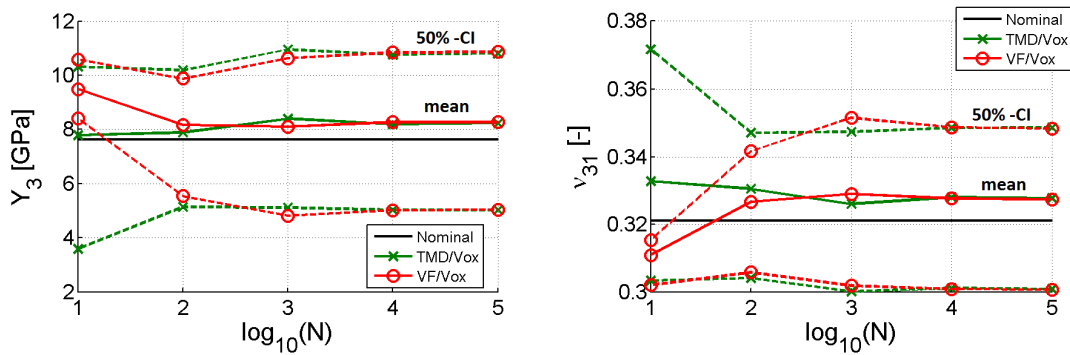 12
10
8
6
4
2
Y3 [GPa]
50% -CI
mean
Nominal
TMD/Vox
VF/Vox
1 2 3 4 5
log10(N)
0.38
0.36
0.34
0.32
0.3
ν31 [-]
Nominal
TMD/Vox
VF/Vox
50% -CI
mean
1 2 3 4 5
log10(N)